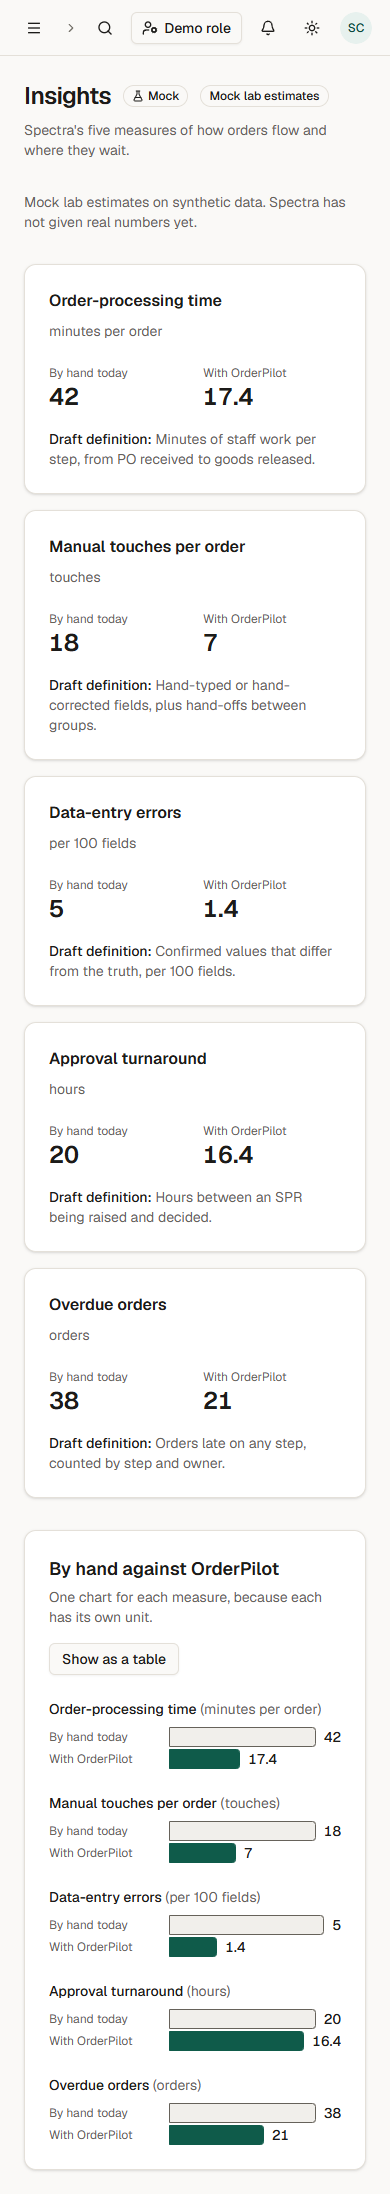 Demo role
SC
Insights
Mock
Mock lab estimates
Spectra's five measures of how orders flow and
where they wait.
Mock lab estimates on synthetic data. Spectra has
not given real numbers yet.
Order-processing time
minutes per order
By hand today
With OrderPilot
42
17.4
Draft definition: Minutes of staff work per
step, from PO received to goods released.
Manual touches per order
touches
By hand today
With OrderPilot
18
7
Draft definition: Hand-typed or hand-
corrected fields, plus hand-offs between
groups.
Data-entry errors
per 100 fields
By hand today
With OrderPilot
5
1.4
Draft definition: Confirmed values that differ
from the truth, per 100 fields.
Approval turnaround
hours
By hand today
With OrderPilot
20
16.4
Draft definition: Hours between an SPR
being raised and decided.
Overdue orders
orders
By hand today
With OrderPilot
38
21
Draft definition: Orders late on any step,
counted by step and owner.
By hand against OrderPilot
One chart for each measure, because each
has its own unit.
Show as a table
Order-processing time (minutes per order)
By hand today 42
With OrderPilot 17.4
Manual touches per order (touches)
By hand today 18
With OrderPilot 7
Data-entry errors (per 100 fields)
By hand today 5
With OrderPilot 1.4
Approval turnaround (hours)
By hand today 20
With OrderPilot 16.4
Overdue orders (orders)
By hand today 38
With OrderPilot 21